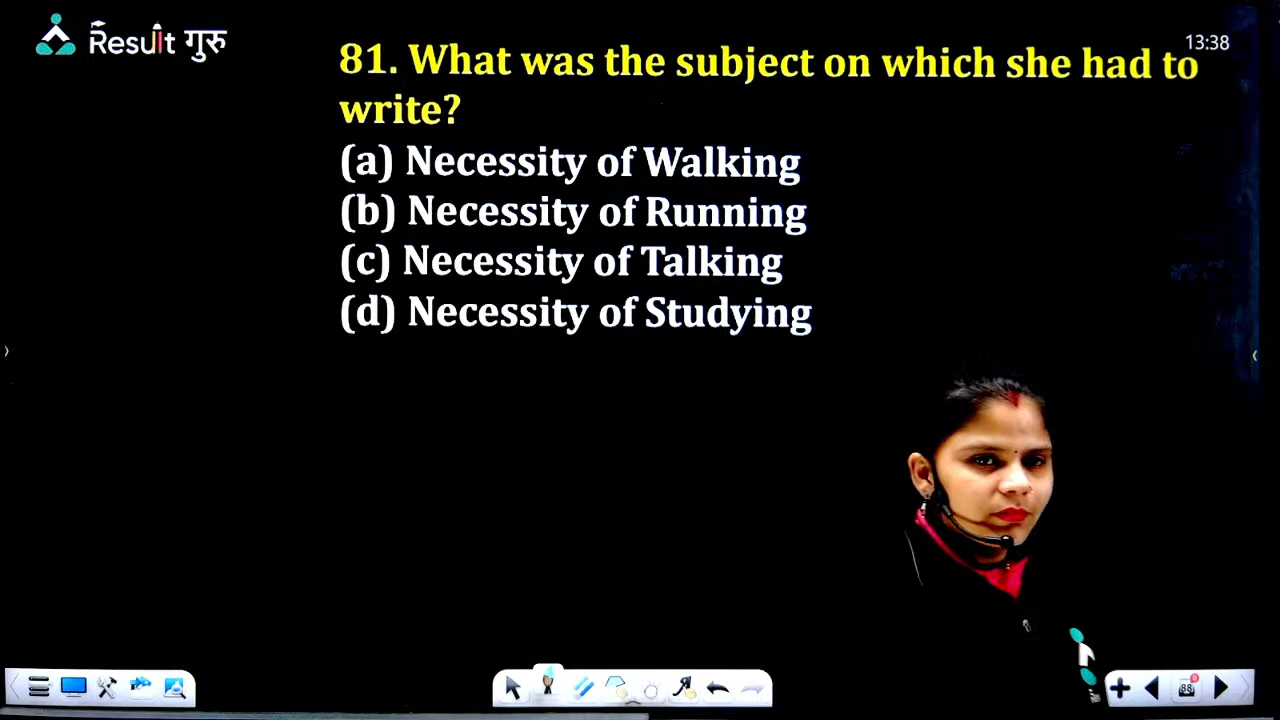 Result गुरु
13:38
81. What was the subject on which she had to
write?
(a) Necessity of Walking
(b) Necessity of Running
(c) Necessity of Talking
(d) Necessity of Studying
88